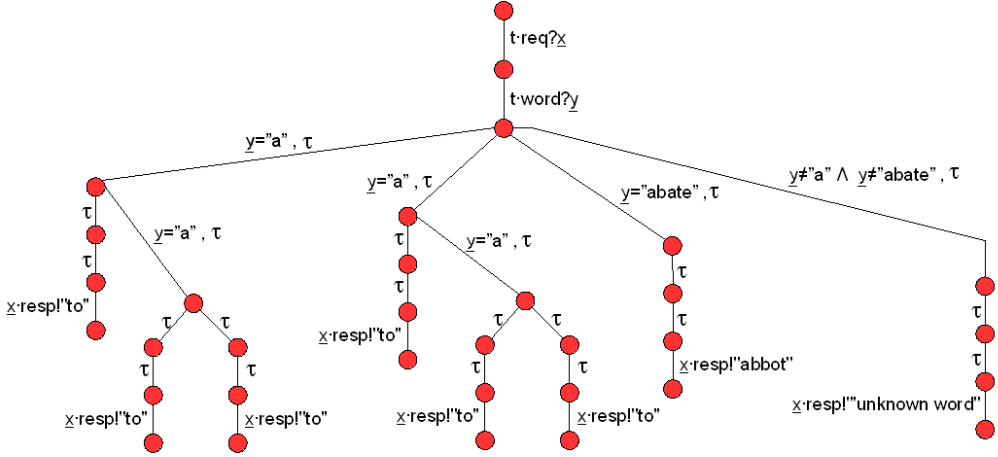 t·req?x
t·word?y
y="a" , τ
y≠"a" ∧ y≠"abate" , τ
y="a" , τ
y="abate" , τ
τ
y="a" , τ
τ
y="a" , τ
τ
τ
τ
τ
x·resp!"to"
τ
τ
x·resp!"to"
τ
τ
τ
τ
τ
τ
x·resp!"abbot"
τ
τ
τ
x·resp!"to"
x·resp!"to"
x·resp!"to"
x·resp!"to"
x·resp!"unknown word"